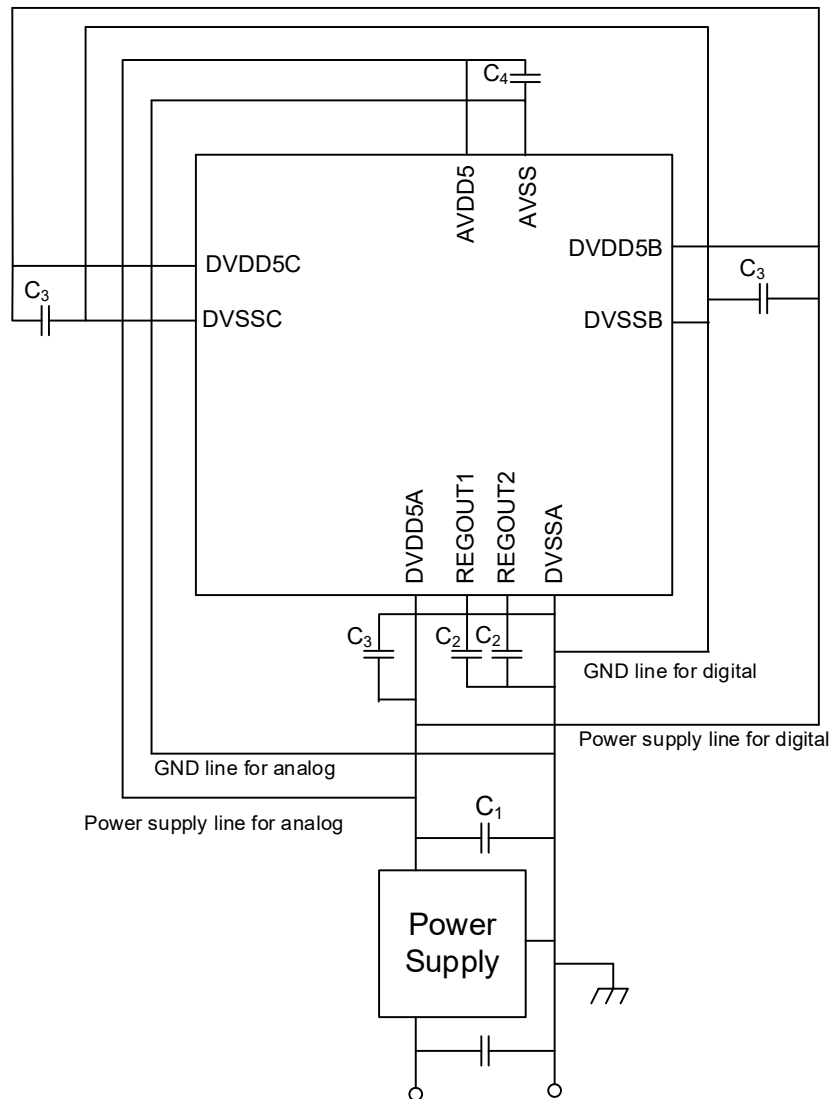 C₄
AVDD5
AVSS
DVDD5C
DVDD5B
C₃
C₃
DVSSC
DVSSB
DVDD5A
REGOUT1
REGOUT2
DVSSA
C₃
C₂
C₂
GND line for digital
Power supply line for digital
GND line for analog
Power supply line for analog
C₁
Power
Supply